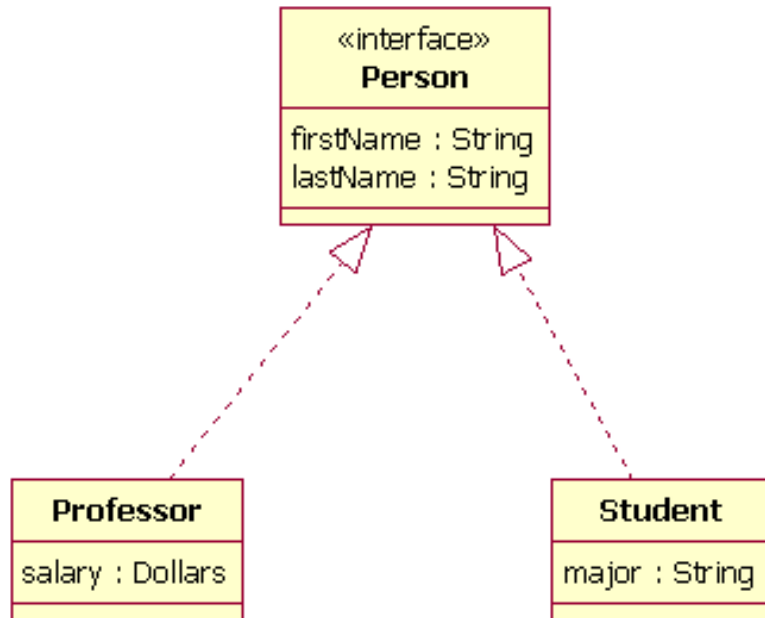 «interface»
Person
firstName : String
lastName : String
Professor
salary : Dollars
Student
major : String